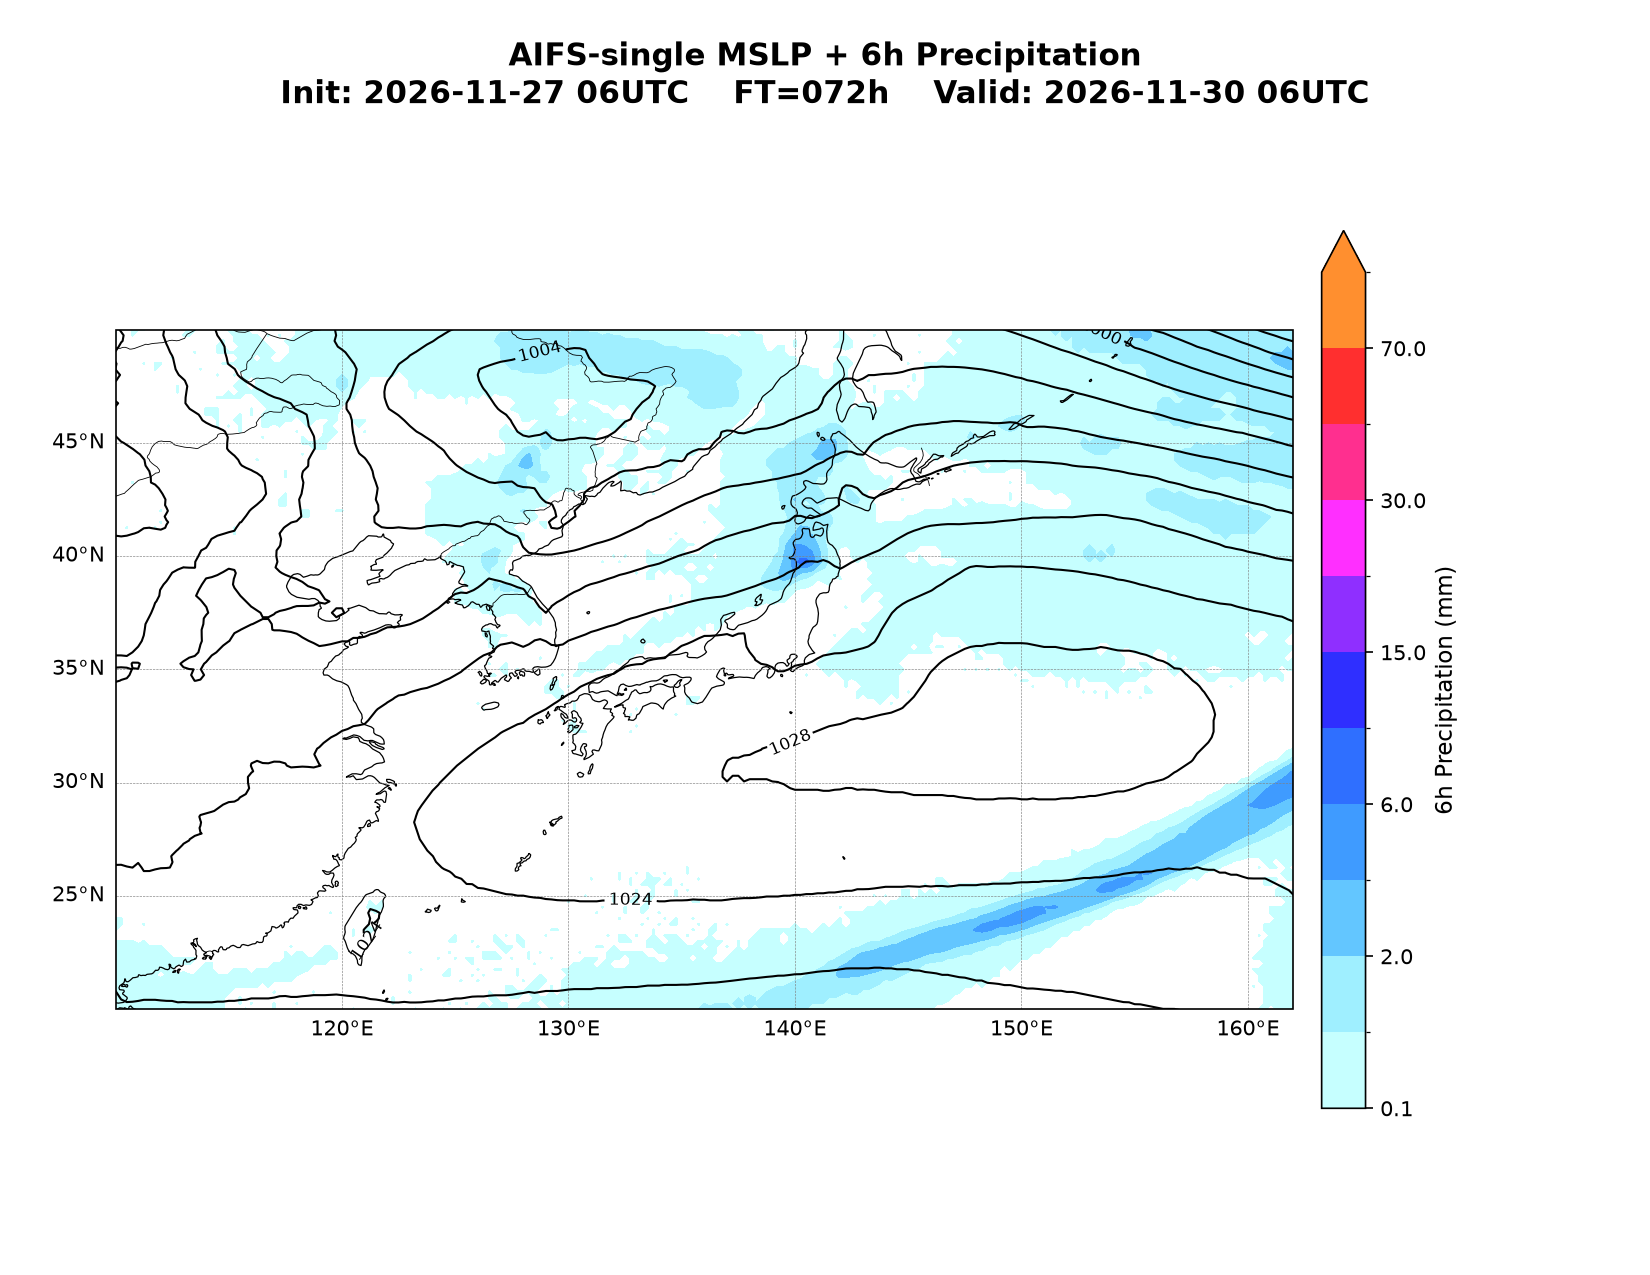 AIFS-single MSLP + 6h Precipitation
Init: 2026-11-27 06UTC    FT=072h    Valid: 2026-11-30 06UTC
1004
1028
1024
45°N
40°N
35°N
30°N
25°N
120°E
130°E
140°E
150°E
160°E
70.0
30.0
15.0
6.0
2.0
0.1
6h Precipitation (mm)